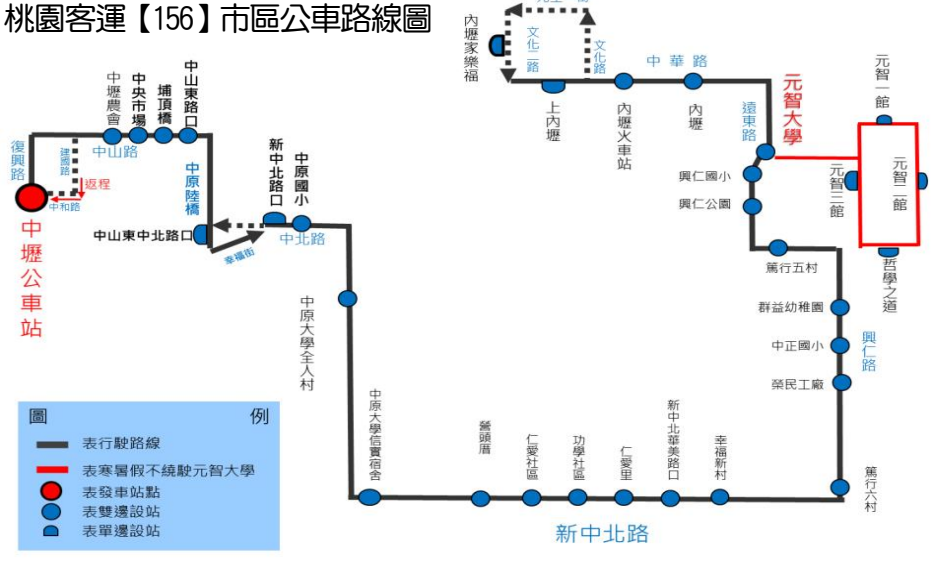 桃園客運【156】市區公車路線圖
內壢家樂福
文化二路
文化路
上內壢
內壢火車站
中華路
內壢
遠東路
元智大學
元智一館
元智二館
元智三館
哲學之道
興仁國小
興仁公園
篤行五村
群益幼稚園
中正國小
榮民工廠
興仁路
篤行六村
復興路
中壢公車站
建國路
返程
中和路
中山路
中壢農會
中央市場
埔頂橋
中山東路口
中原陸橋
中山東中北路口
幸福街
新中北路口
中原國小
中北路
中原大學全人村
中原大學信實宿舍
營頭厝
仁愛社區
功學社區
仁愛里
新中北華美路口
幸福新村
新中北路
圖例
表行駛路線
表寒暑假不繞駛元智大學
表發車站點
表雙邊設站
表單邊設站